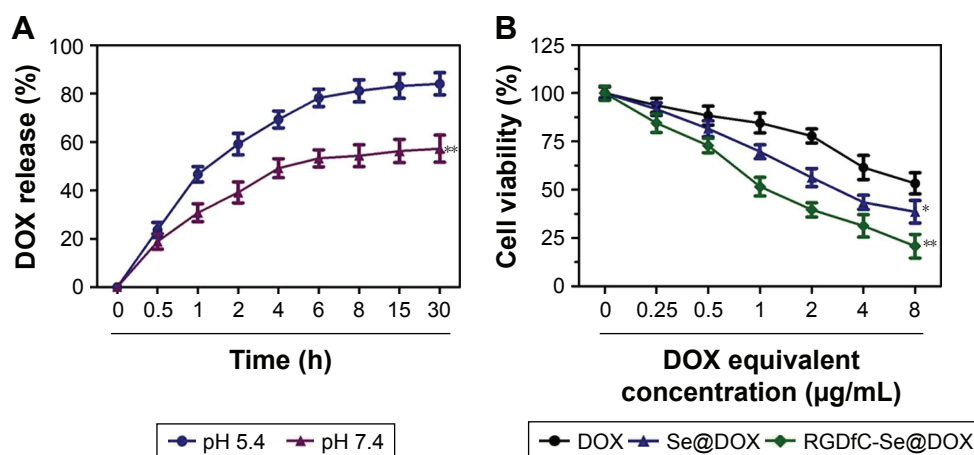 A
DOX release (%)
100
80
60
40
20
0
0 0.5 1 2 4 6 8 15 30
**
Time (h)
pH 5.4 pH 7.4
B
Cell viability (%)
125
100
75
50
25
0
0 0.25 0.5 1 2 4 8
*
**
DOX equivalent
concentration (µg/mL)
DOX Se@DOX RGDfC-Se@DOX